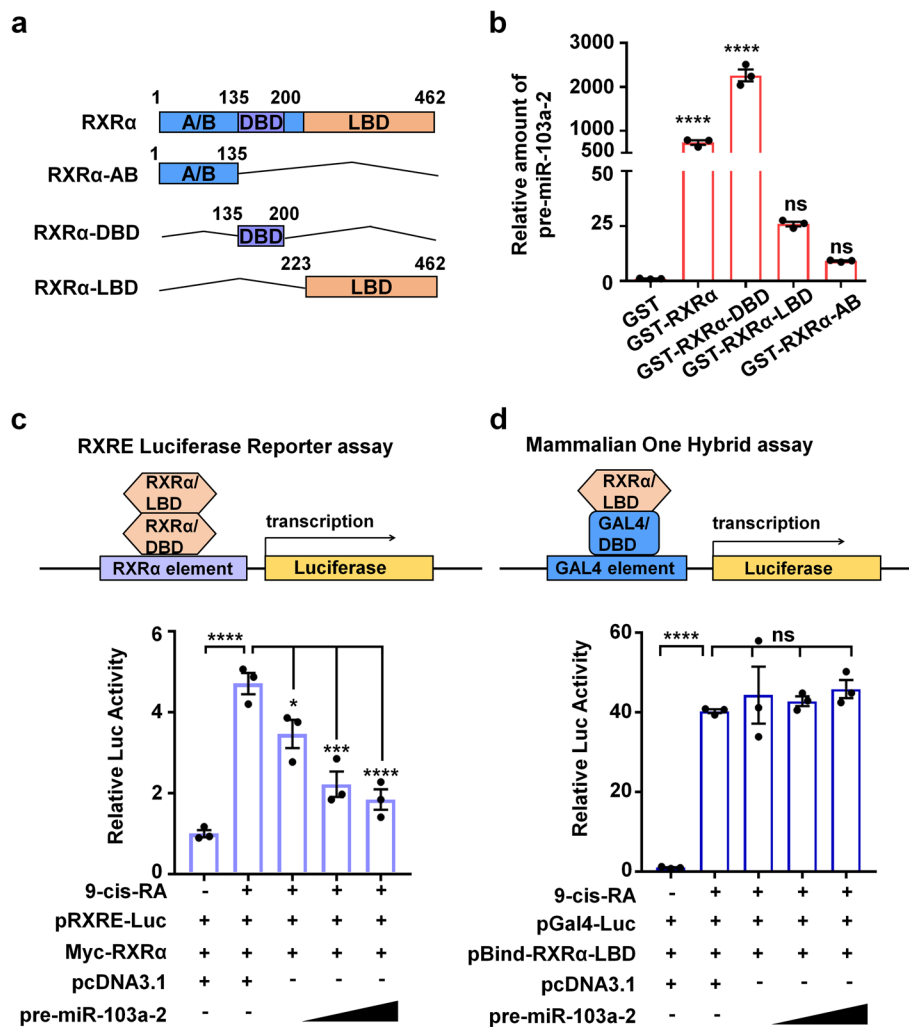 a
1 135 200 462
RXRα A/B DBD LBD
1 135
RXRα-AB A/B
135 200
RXRα-DBD DBD
223 462
RXRα-LBD LBD
b
Relative amount of
pre-miR-103a-2
3000
2000
1000
500
50
25
0
****
****
ns
ns
GST
GST-RXRα
GST-RXRα-DBD
GST-RXRα-LBD
GST-RXRα-AB
c
RXRE Luciferase Reporter assay
RXRα/
LBD
RXRα/
DBD
transcription
RXRα element
Luciferase
Relative Luc Activity
6
4
2
0
****
*
***
****
9-cis-RA - + + + +
pRXRE-Luc + + + + +
Myc-RXRα + + + + +
pcDNA3.1 + + - - -
pre-miR-103a-2 - -
d
Mammalian One Hybrid assay
RXRα/
LBD
GAL4/
DBD
transcription
GAL4 element
Luciferase
Relative Luc Activity
60
40
20
0
****
ns
9-cis-RA - + + + +
pGal4-Luc + + + + +
pBind-RXRα-LBD + + + + +
pcDNA3.1 + + - - -
pre-miR-103a-2 - -